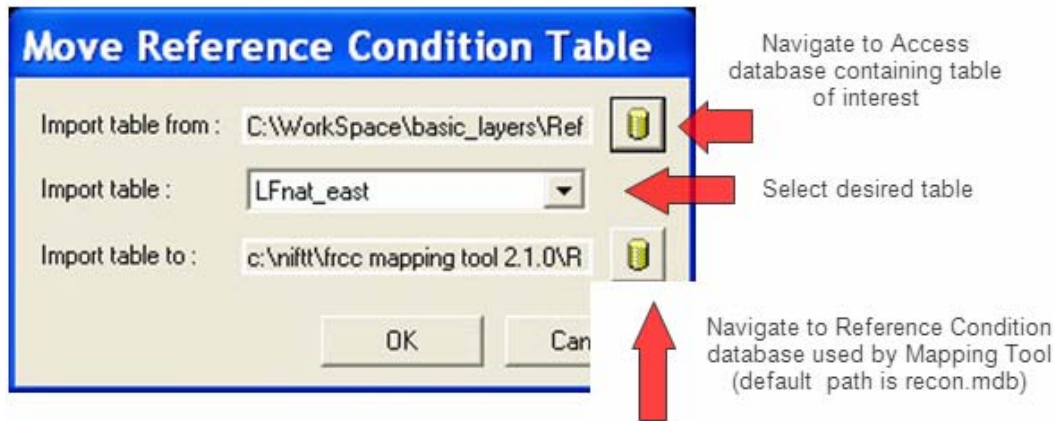 Move Reference Condition Table
Import table from :
C:\WorkSpace\basic_layers\Ref
Import table :
LFnat_east
Import table to :
c:\niftt\frcc mapping tool 2.1.0\R
OK
Can
Navigate to Access
database containing table
of interest
Select desired table
Navigate to Reference Condition
database used by Mapping Tool
(default path is recon.mdb)